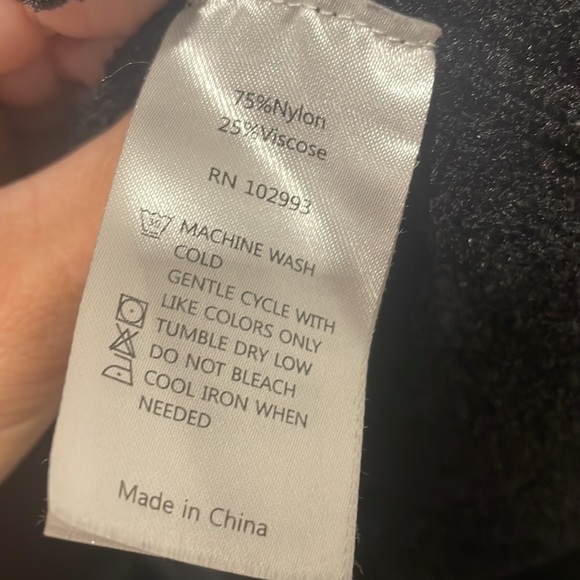 75%Nylon
25%Viscose
RN 102993
30
MACHINE WASH
COLD
GENTLE CYCLE WITH
LIKE COLORS ONLY
TUMBLE DRY LOW
DO NOT BLEACH
COOL IRON WHEN
NEEDED
Made in China